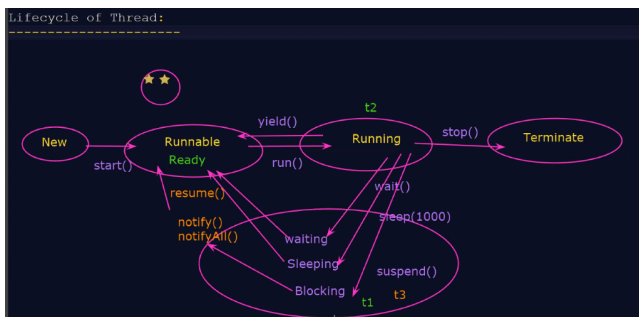 Lifecycle of Thread:
----------------------
t2
yield()
New
Runnable
Running
stop()
Terminate
Ready
start()
run()
resume()
wait()
notify()
sleep(1000)
notifyAll()
waiting
Sleeping
suspend()
Blocking
t1
t3